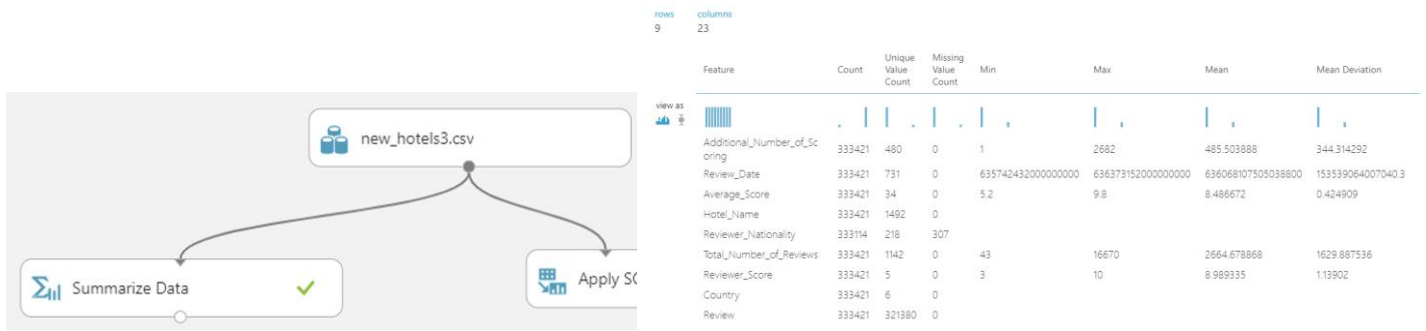 new_hotels3.csv
Summarize Data
Apply SC
rows columns
9 23
Feature Count Unique Value Count Missing Value Count Min Max Mean Mean Deviation
view as
Additional_Number_of_Scoring 333421 480 0 1 2682 485.503888 344.314292
Review_Date 333421 731 0 635742432000000000 636373152000000000 636068107505038800 153539064007040.3
Average_Score 333421 34 0 5.2 9.8 8.486672 0.424909
Hotel_Name 333421 1492 0
Reviewer_Nationality 333114 218 307
Total_Number_of_Reviews 333421 1142 0 43 16670 2664.678868 1629.887536
Reviewer_Score 333421 5 0 3 10 8.989335 1.13902
Country 333421 6 0
Review 333421 321380 0